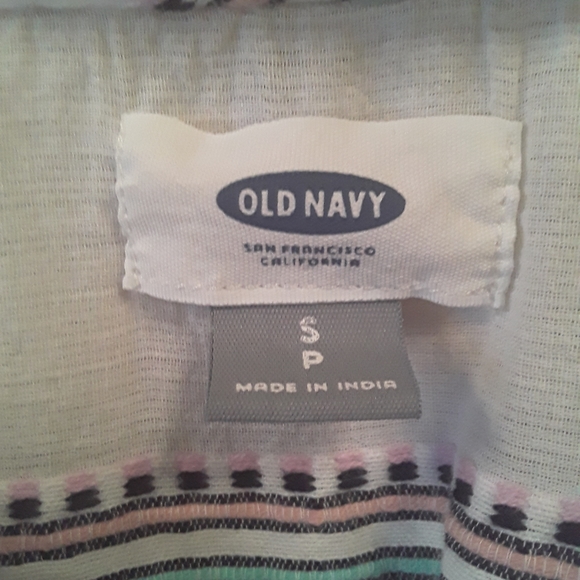 OLD NAVY
SAN FRANCISCO
CALIFORNIA
S
P
MADE IN INDIA